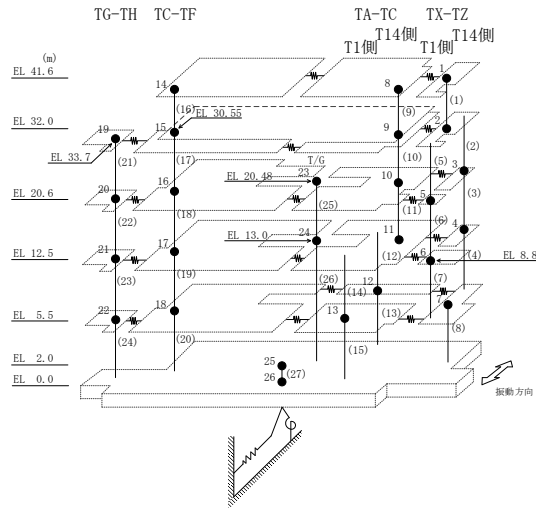 TG-TH TC-TF TA-TC TX-TZ
T14側 T14側
T1側 T1側
(m)
EL 41.6
14 8 1
(16) (9) (1)
EL 30.55
EL 32.0
19 15 9 2
EL 33.7
(21) (17) (10) (2)
T/G
EL 20.48 23
(5) 3
EL 20.6
20 16 10 5
(22) (18) (25) (11) (3)
(6)
EL 13.0 24 4
11
EL 12.5
21 17 (12) 6 (4) EL 8.8
(23) (19) (26) (14) 12 (7)
7
EL 5.5
22 18 13 (13) (8)
(24) (20) (15)
EL 2.0
25
EL 0.0
26 (27)
振動方向